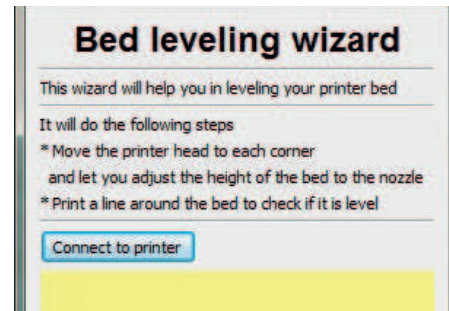 Bed leveling wizard
This wizard will help you in leveling your printer bed
It will do the following steps
* Move the printer head to each corner
and let you adjust the height of the bed to the nozzle
* Print a line around the bed to check if it is level
Connect to printer